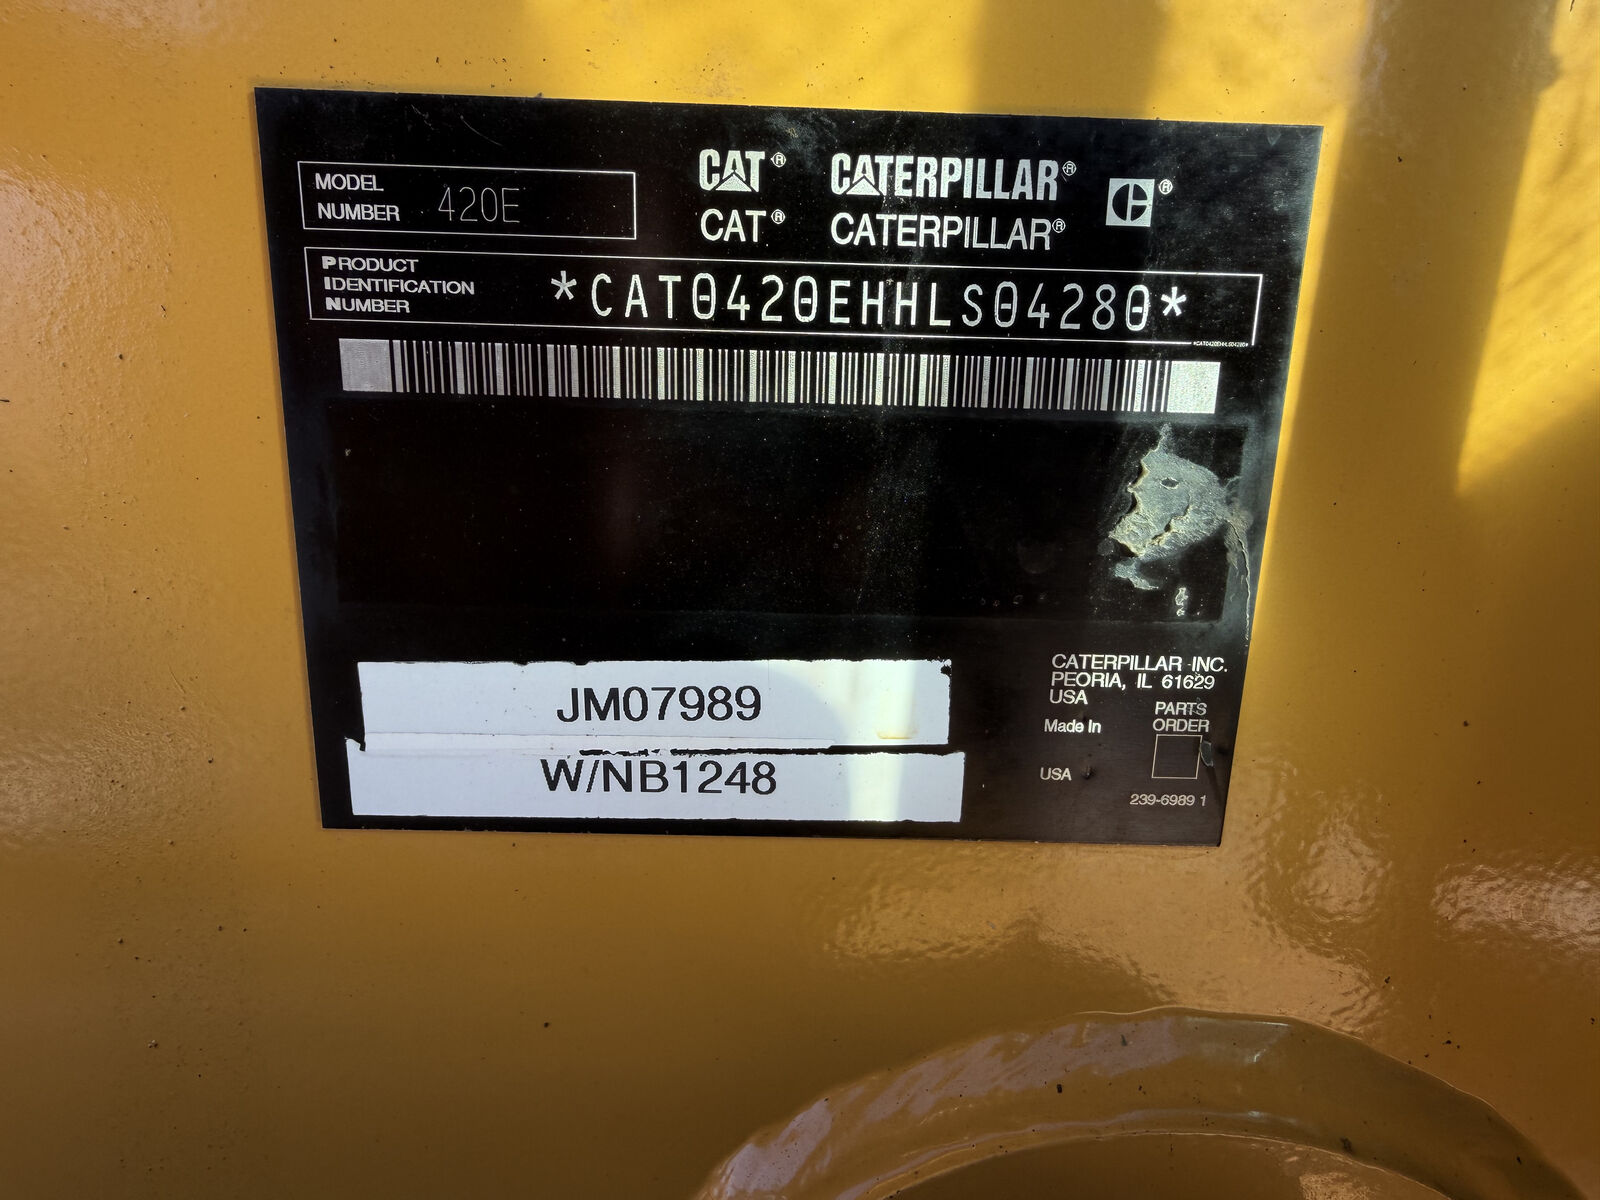 MODEL
NUMBER 420E
CAT® CATERPILLAR® ®
CAT® CATERPILLAR®
PRODUCT
IDENTIFICATION
NUMBER
*CAT0420EHHLS04280*
*CAT0420EHHLS04280*
JM07989
W/NB1248
CATERPILLAR INC.
PEORIA, IL 61629
USA
PARTS
ORDER
Made In
USA
239-6989 1